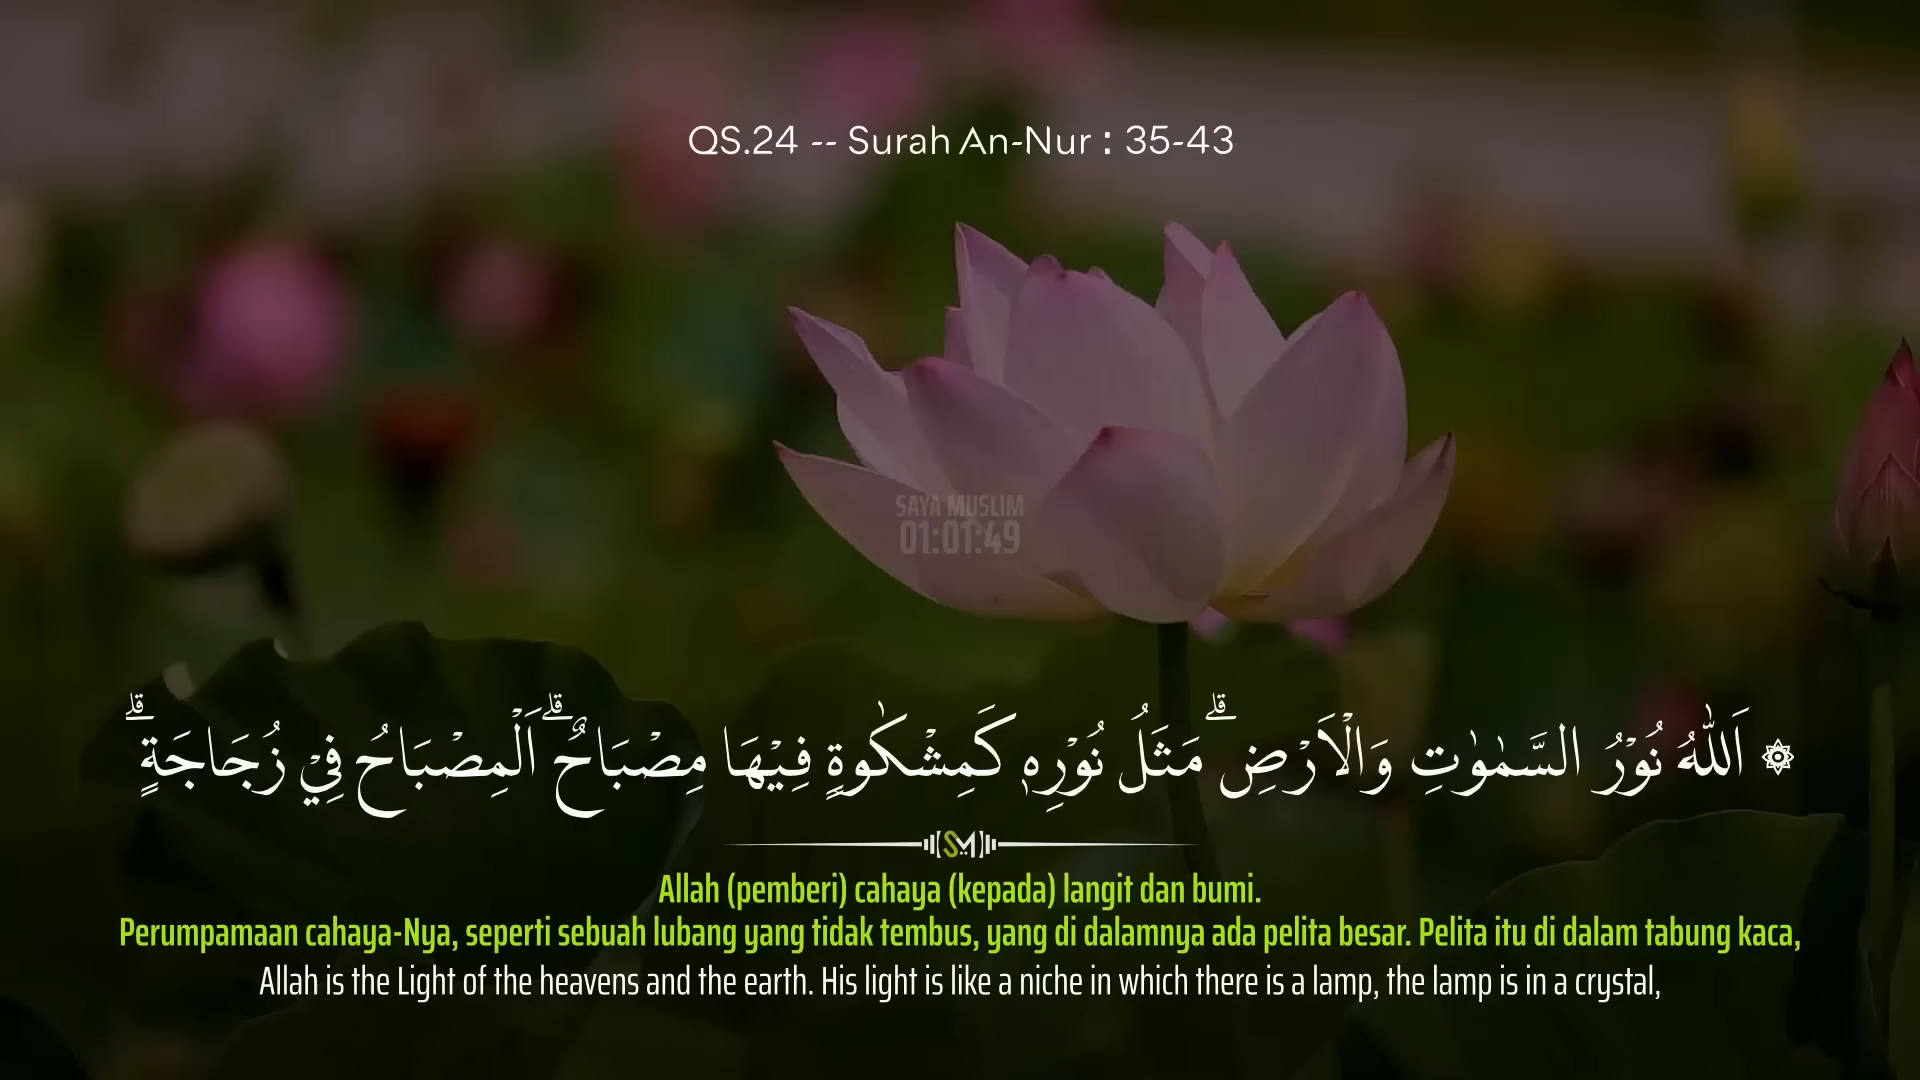 QS.24 -- Surah An-Nur : 35-43
SAYA MUSLIM
01:01:49
۞ اَللّٰهُ نُوْرُ السَّمٰوٰتِ وَالْاَرْضِۗ مَثَلُ نُوْرِهٖ كَمِشْكٰوةٍ فِيْهَا مِصْبَاحٌۗ اَلْمِصْبَاحُ فِيْ زُجَاجَةٍۗ
SM
Allah (pemberi) cahaya (kepada) langit dan bumi.
Perumpamaan cahaya-Nya, seperti sebuah lubang yang tidak tembus, yang di dalamnya ada pelita besar. Pelita itu di dalam tabung kaca,
Allah is the Light of the heavens and the earth. His light is like a niche in which there is a lamp, the lamp is in a crystal,